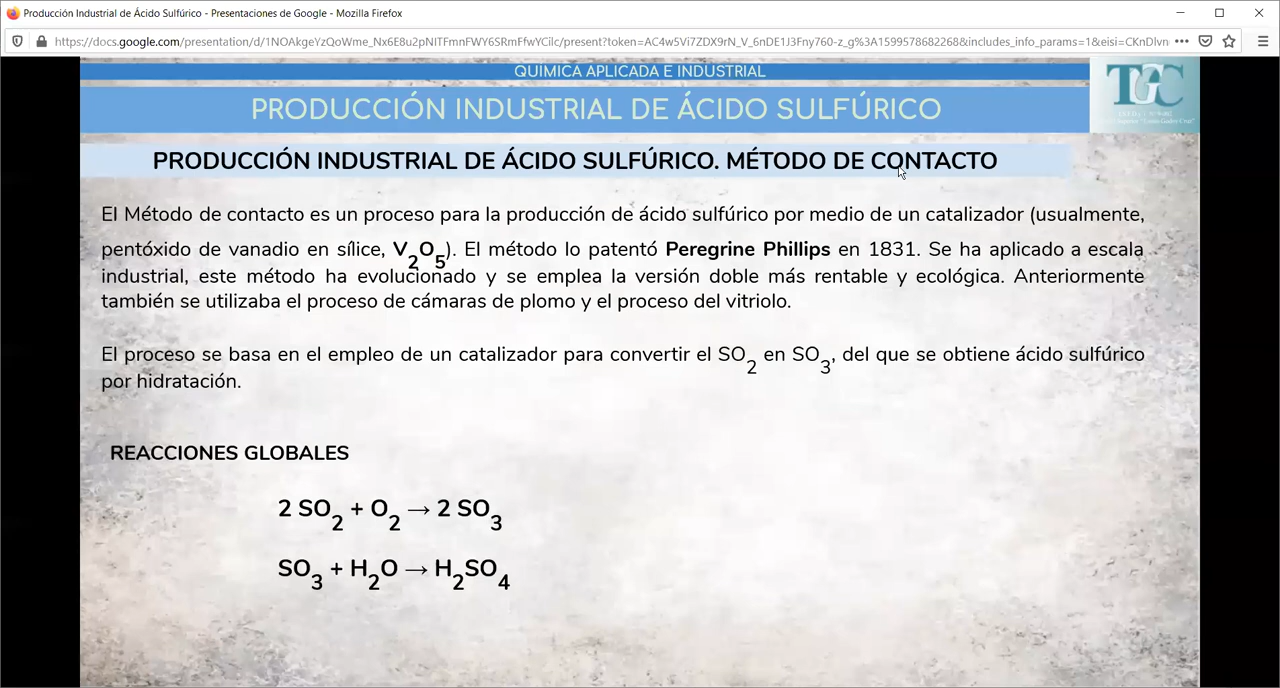 Producción Industrial de Ácido Sulfúrico - Presentaciones de Google - Mozilla Firefox
https://docs.google.com/presentation/d/1NOAkgeYzQoWme_Nx6E8u2pNITFmnFWY6SRmFfwYCilc/present?token=AC4w5Vi7ZDX9rN_V_6nDE1J3Fny760-z_g%3A1599578682268&includes_info_params=1&eisi=CKnDlvn
QUIMICA APLICADA E INDUSTRIAL
PRODUCCIÓN INDUSTRIAL DE ÁCIDO SULFÚRICO
TGC
PRODUCCIÓN INDUSTRIAL DE ÁCIDO SULFÚRICO. MÉTODO DE CONTACTO
El Método de contacto es un proceso para la producción de ácido sulfúrico por medio de un catalizador (usualmente,
pentóxido de vanadio en sílice, V₂O₅). El método lo patentó Peregrine Phillips en 1831. Se ha aplicado a escala
industrial, este método ha evolucionado y se emplea la versión doble más rentable y ecológica. Anteriormente
también se utilizaba el proceso de cámaras de plomo y el proceso del vitriolo.
El proceso se basa en el empleo de un catalizador para convertir el SO₂ en SO₃, del que se obtiene ácido sulfúrico
por hidratación.
REACCIONES GLOBALES
2 SO₂ + O₂ → 2 SO₃
SO₃ + H₂O → H₂SO₄